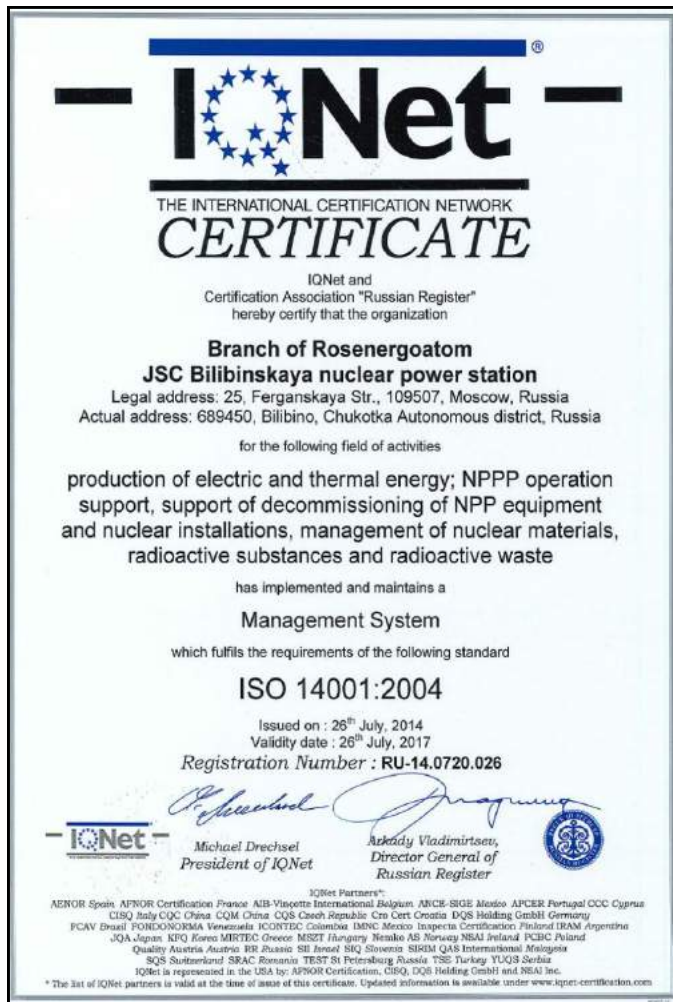 IQNet ®
THE INTERNATIONAL CERTIFICATION NETWORK
CERTIFICATE
IQNet and
Certification Association "Russian Register"
hereby certify that the organization
Branch of Rosenergoatom
JSC Bilibinskaya nuclear power station
Legal address: 25, Ferganskaya Str., 109507, Moscow, Russia
Actual address: 689450, Bilibino, Chukotka Autonomous district, Russia
for the following field of activities
production of electric and thermal energy; NPPP operation
support, support of decommissioning of NPP equipment
and nuclear installations, management of nuclear materials,
radioactive substances and radioactive waste
has implemented and maintains a
Management System
which fulfils the requirements of the following standard
ISO 14001:2004
Issued on : 26th July, 2014
Validity date : 26th July, 2017
Registration Number : RU-14.0720.026
IQNet
Michael Drechsel
President of IQNet
Arkady Vladimirtsev,
Director General of
Russian Register
IQNet Partners*:
AENOR Spain AFNOR Certification France AIB-Vinçotte International Belgium ANCE-SIGE Mexico APCER Portugal CCC Cyprus
CISQ Italy CQC China CQM China CQS Czech Republic Cro Cert Croatia DQS Holding GmbH Germany
FCAV Brazil FONDONORMA Venezuela ICONTEC Colombia IMNC Mexico Inspecta Certification Finland IRAM Argentina
JQA Japan KFQ Korea MIRTEC Greece MSZT Hungary Nemko AS Norway NSAI Ireland PCBC Poland
Quality Austria Austria RR Russia SII Israel SIQ Slovenia SIRIM QAS International Malaysia
SQS Switzerland SRAC Romania TEST St Petersburg Russia TSE Turkey YUQS Serbia
IQNet is represented in the USA by: AFNOR Certification, CISQ, DQS Holding GmbH and NSAI Inc.
* The list of IQNet partners is valid at the time of issue of this certificate. Updated information is available under www.iqnet-certification.com